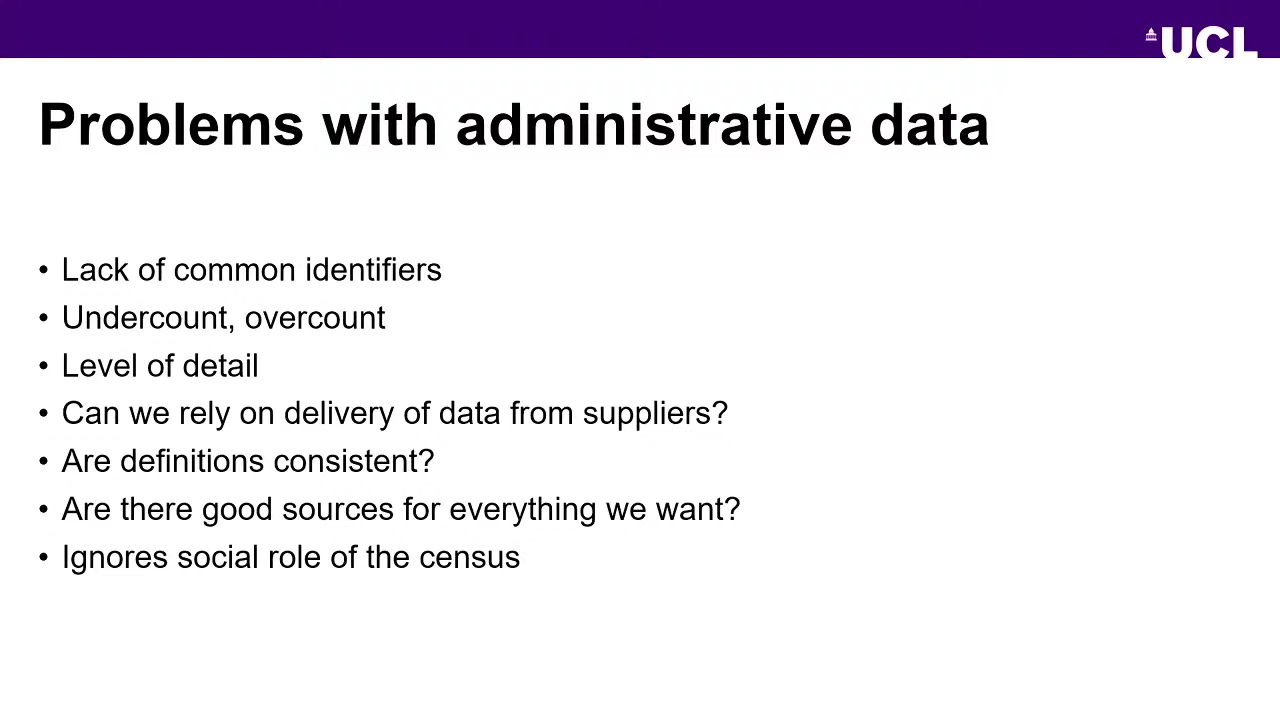 UCL
Problems with administrative data
• Lack of common identifiers
• Undercount, overcount
• Level of detail
• Can we rely on delivery of data from suppliers?
• Are definitions consistent?
• Are there good sources for everything we want?
• Ignores social role of the census